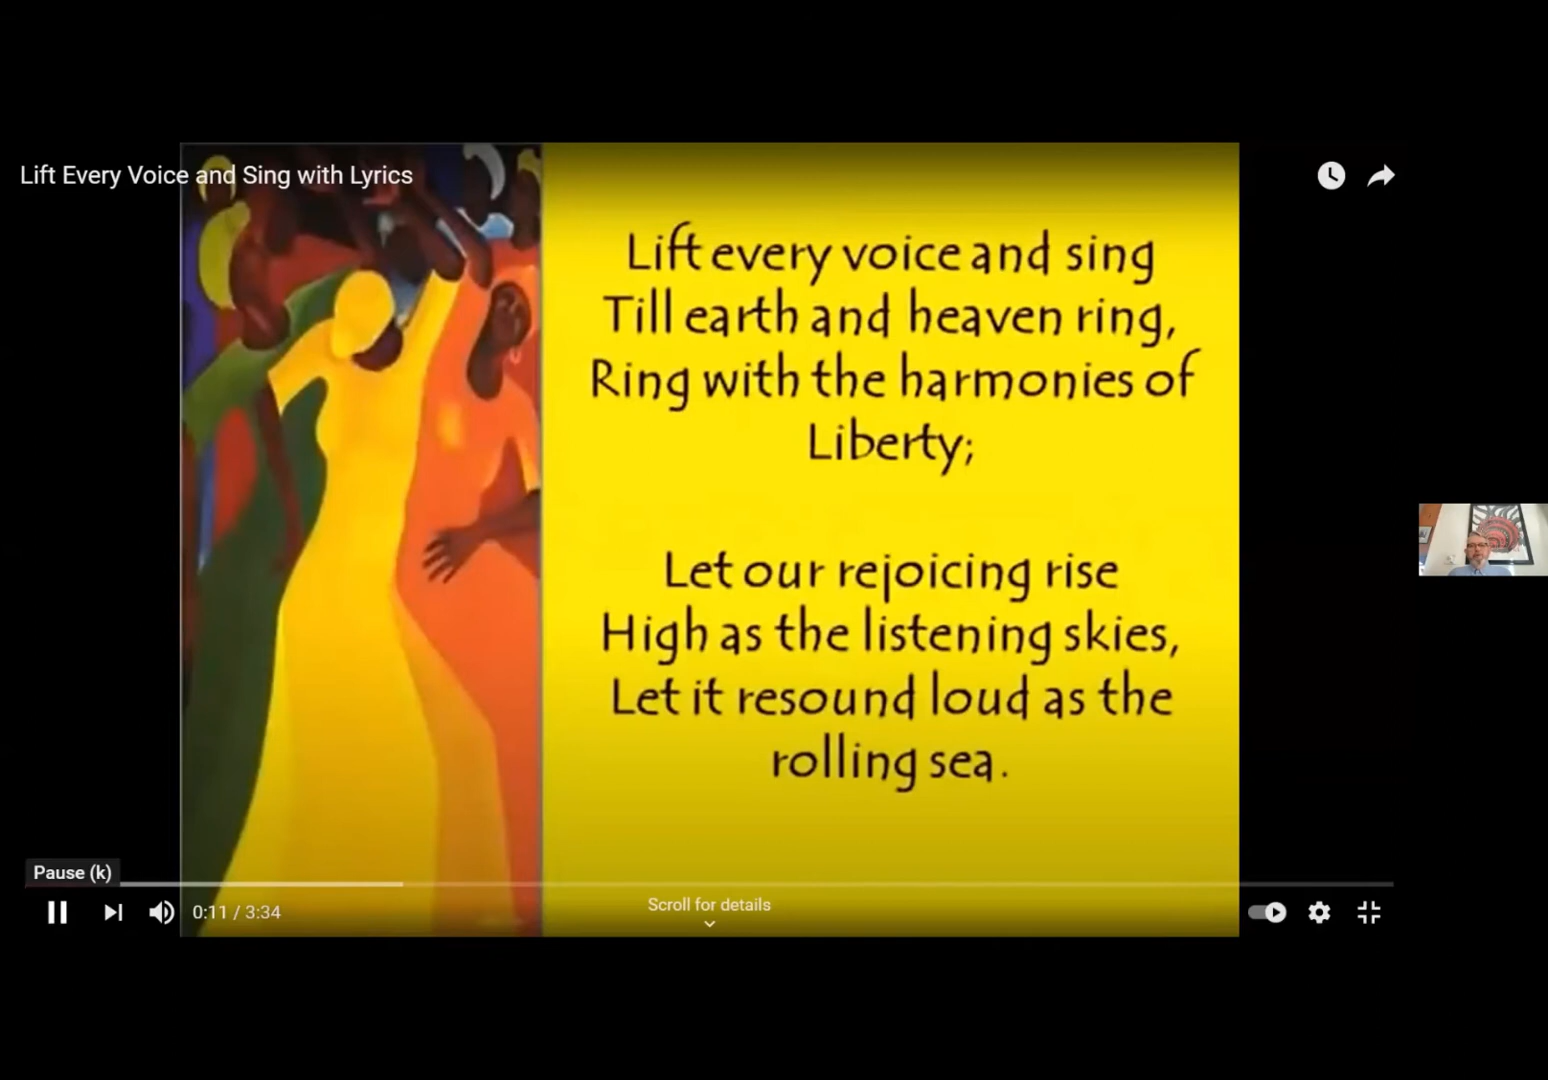 Lift Every Voice and Sing with Lyrics
Lift every voice and sing
Till earth and heaven ring,
Ring with the harmonies of
Liberty;
Let our rejoicing rise
High as the listening skies,
Let it resound loud as the
rolling sea.
Pause (k)
0:11 / 3:34
Scroll for details